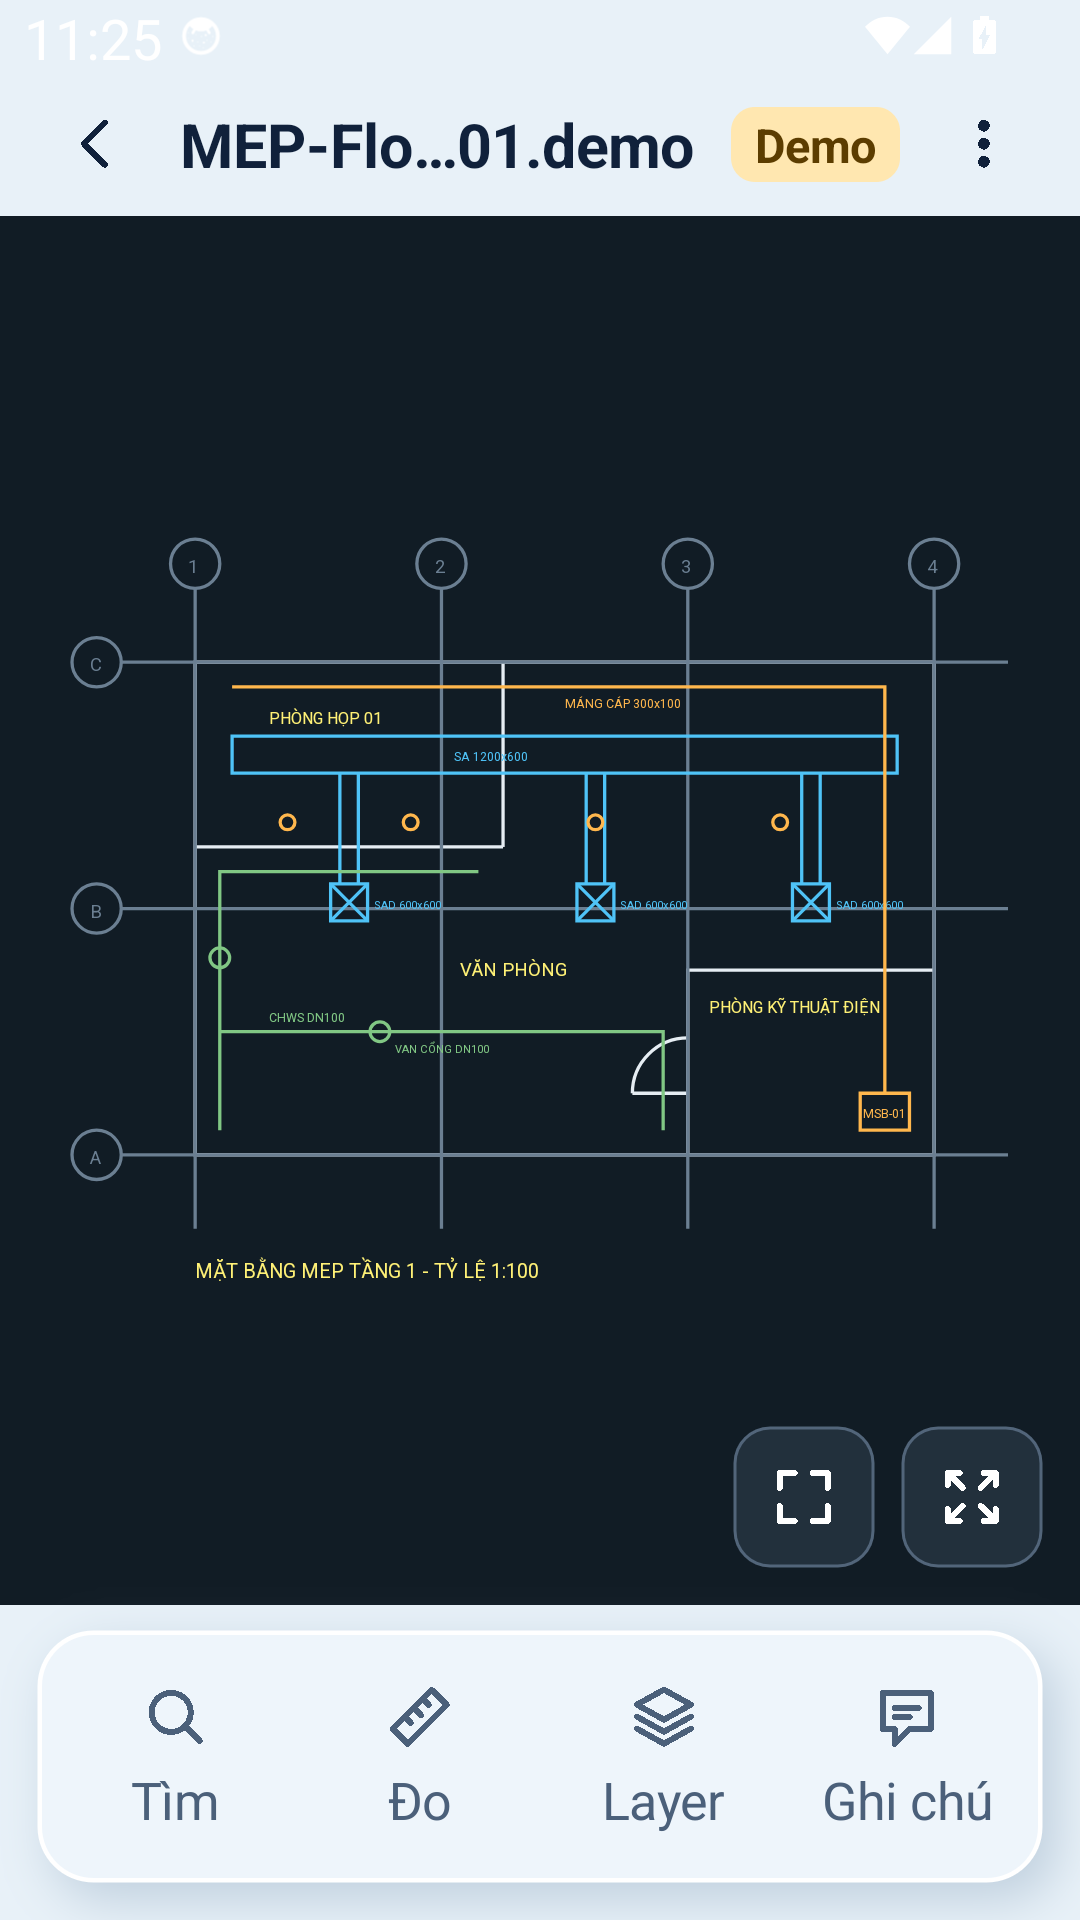 11:25
MEP-Flo...01.demo
Demo
1
2
3
4
C
MÁNG CÁP 300x100
PHÒNG HỌP 01
SA 1200x600
B
SAD 600x600
SAD 600x600
SAD 600x600
VĂN PHÒNG
PHÒNG KỸ THUẬT ĐIỆN
CHWS DN100
VAN CỔNG DN100
MSB-01
A
MẶT BẰNG MEP TẦNG 1 - TỶ LỆ 1:100
Tìm
Đo
Layer
Ghi chú